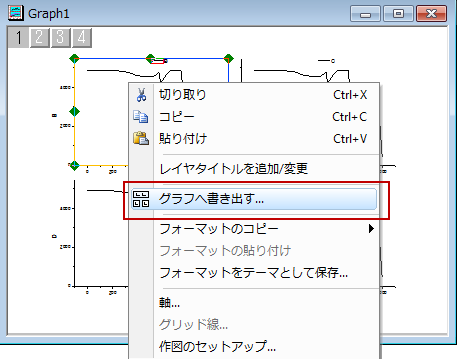 Graph1
1 2 3 4
切り取り Ctrl+X
コピー Ctrl+C
貼り付け Ctrl+V
レイヤタイトルを追加/変更
グラフへ書き出す...
フォーマットのコピー
フォーマットの貼り付け
フォーマットをテーマとして保存...
軸...
グリッド線...
作図のセットアップ...